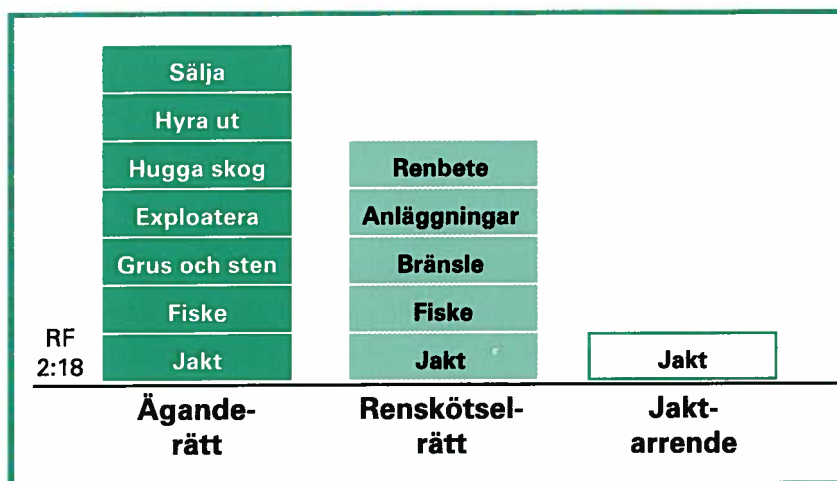 Sälja
Hyra ut
Hugga skog
Exploatera
Grus och sten
Fiske
Jakt
Renbete
Anläggningar
Bränsle
Fiske
Jakt
Jakt
RF
2:18
Ägande-
rätt
Renskötsel-
rätt
Jakt-
arrende